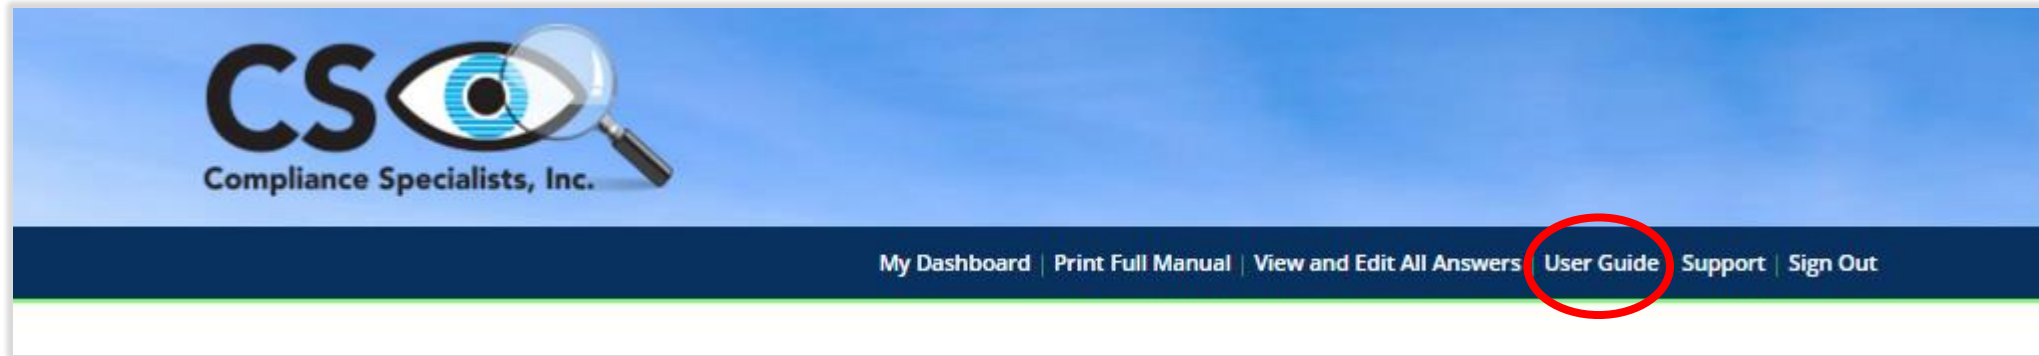 CS
Compliance Specialists, Inc.
My Dashboard | Print Full Manual | View and Edit All Answers | User Guide | Support | Sign Out